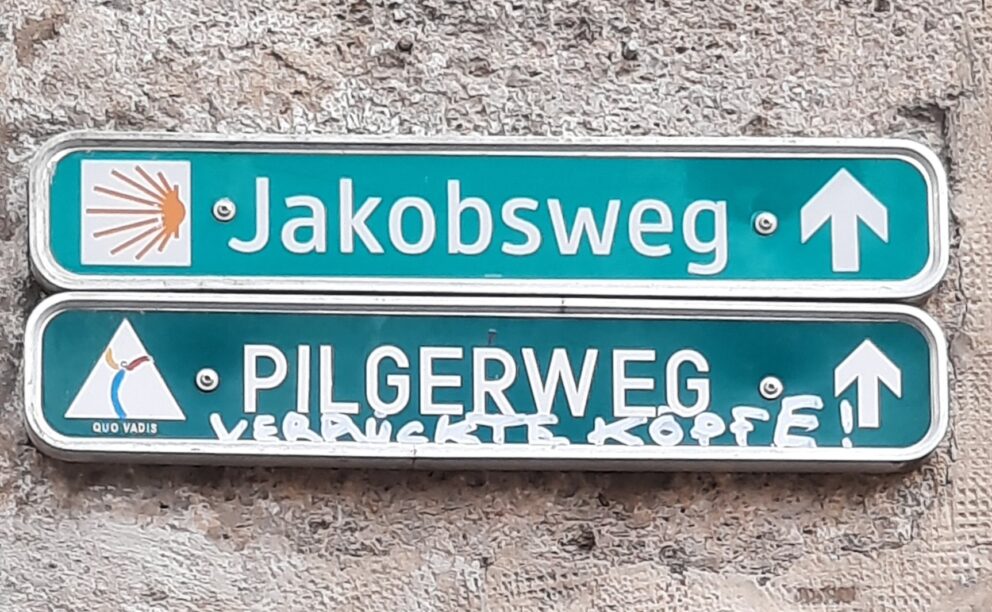 Jakobsweg
PILGERWEG
QUO VADIS
VERRÜCKTE KÖPFE!